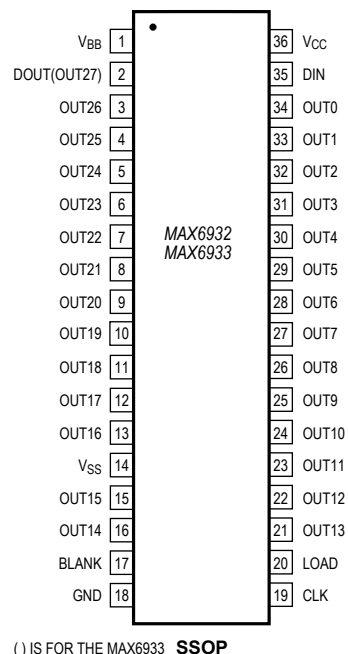 VBB 1 36 VCC
DOUT(OUT27) 2 35 DIN
OUT26 3 34 OUT0
OUT25 4 33 OUT1
OUT24 5 32 OUT2
OUT23 6 31 OUT3
OUT22 7 MAX6932 30 OUT4
MAX6933
OUT21 8 29 OUT5
OUT20 9 28 OUT6
OUT19 10 27 OUT7
OUT18 11 26 OUT8
OUT17 12 25 OUT9
OUT16 13 24 OUT10
VSS 14 23 OUT11
OUT15 15 22 OUT12
OUT14 16 21 OUT13
BLANK 17 20 LOAD
GND 18 19 CLK
( ) IS FOR THE MAX6933 SSOP